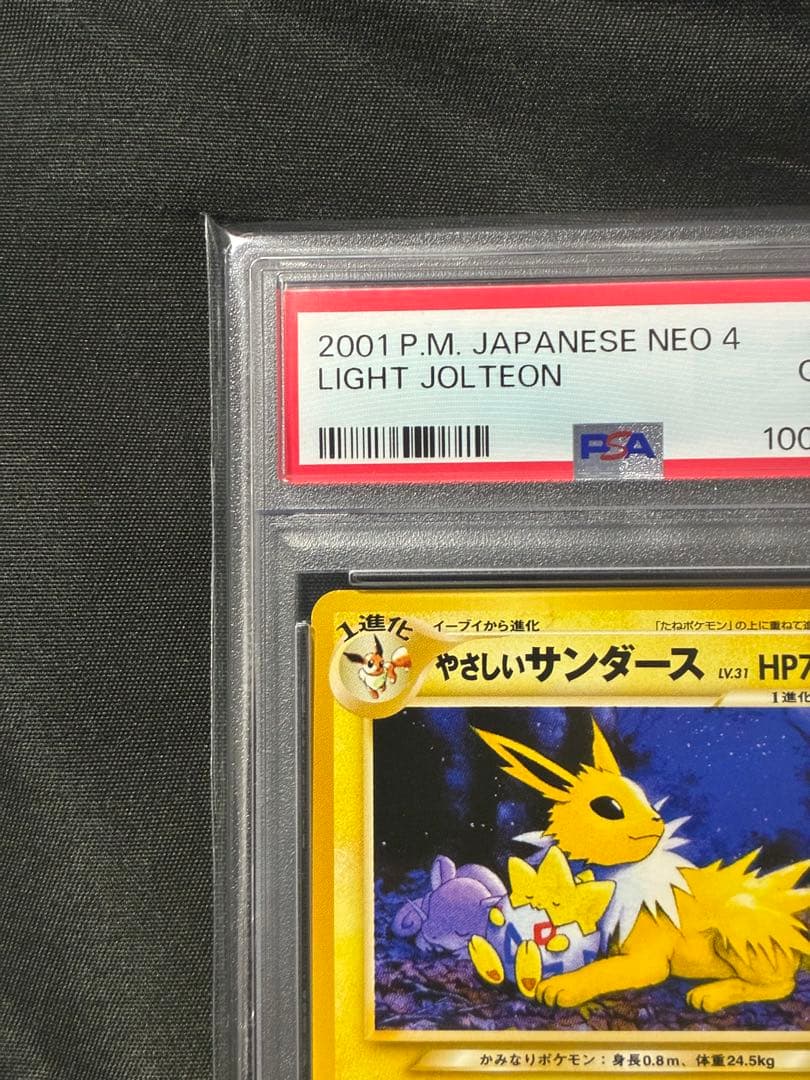 2001 P.M. JAPANESE NEO 4
LIGHT JOLTEON
PSA
100
1進化
イーブイから進化
「たねポケモン」の上に重ねて
やさしいサンダース LV.31 HP7
1進化
かみなりポケモン：身長0.8m、体重24.5kg